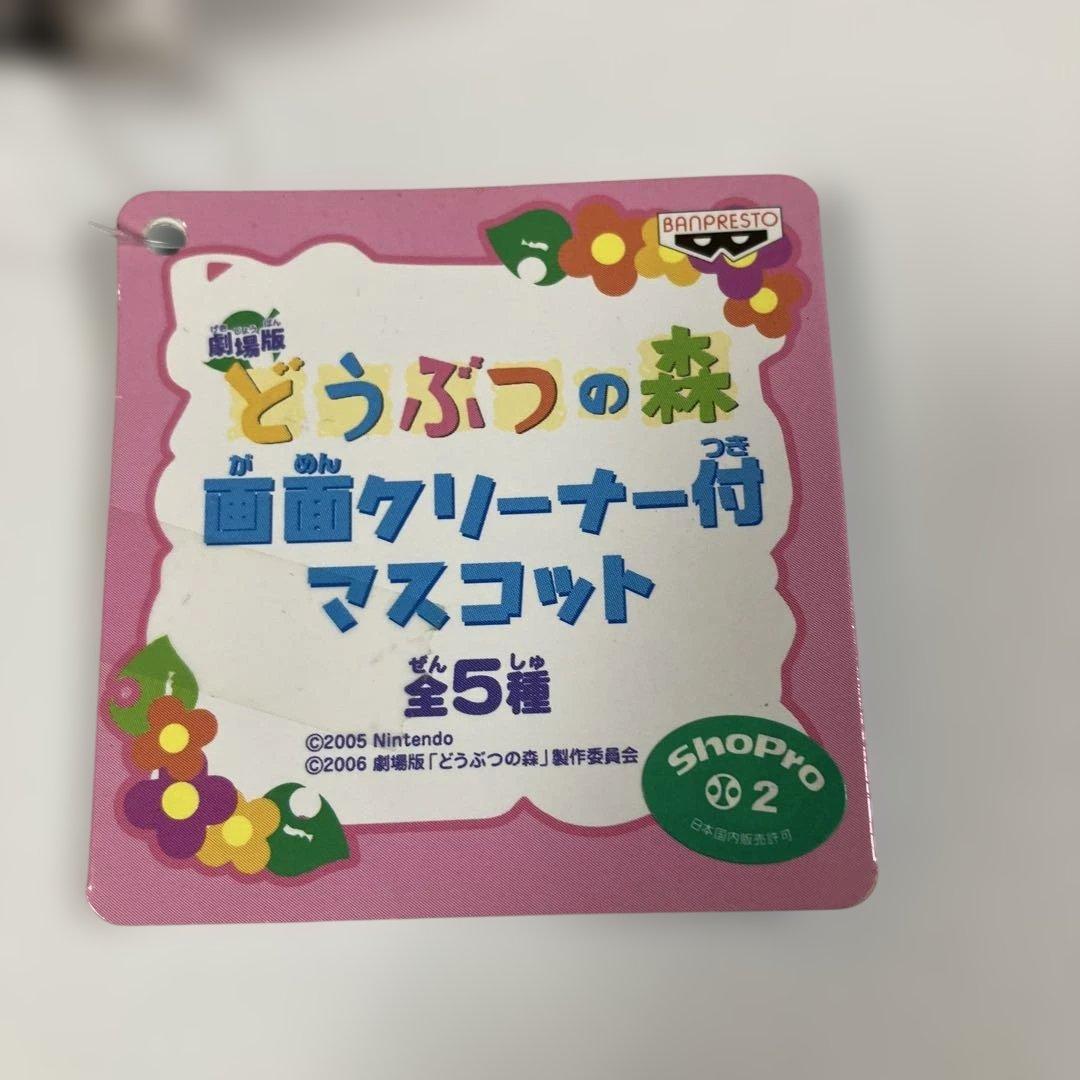 BANPRESTO
げきじょうばん
劇場版
どうぶつの森
がめん つき
画面クリーナー付
マスコット
ぜん しゅ
全5種
©2005 Nintendo
©2006 劇場版「どうぶつの森」製作委員会
ShoPro
2
日本国内販売許可